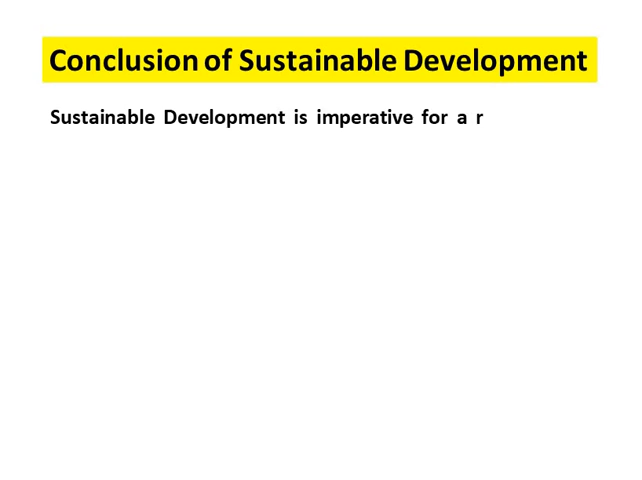 Conclusion of Sustainable Development
Sustainable Development is imperative for a r